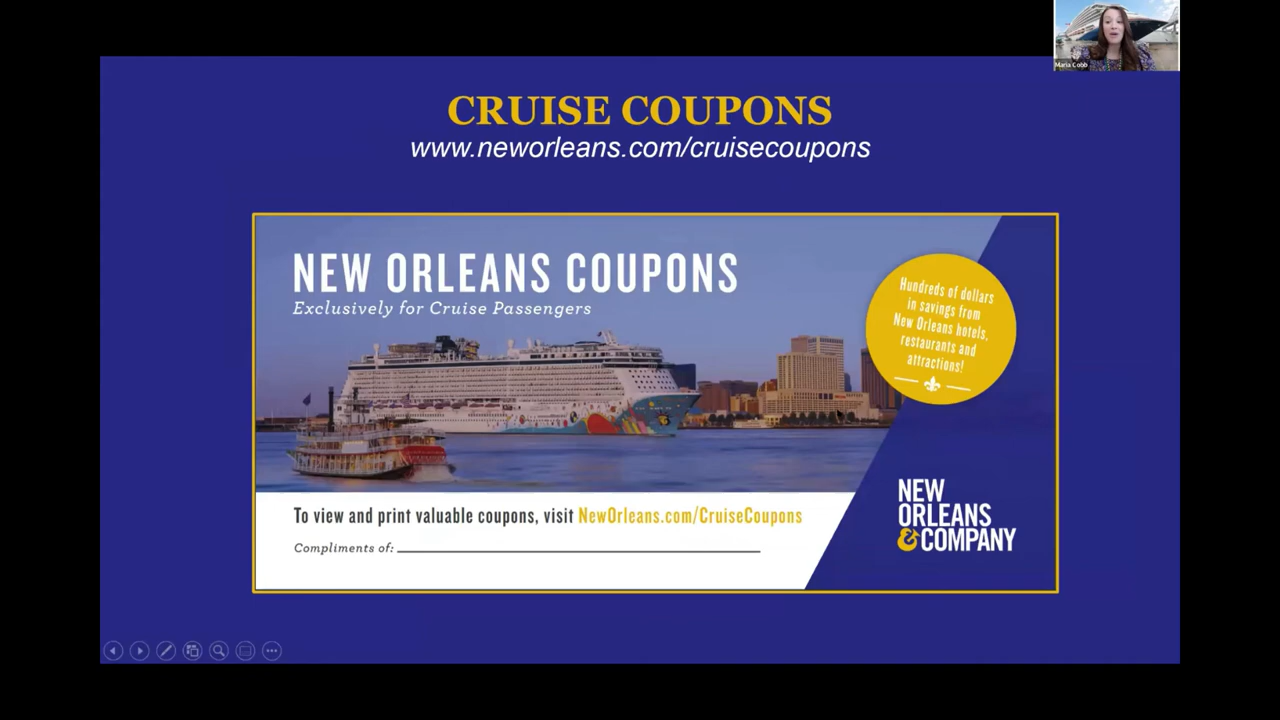 Maria Cobb
CRUISE COUPONS
www.neworleans.com/cruisecoupons
NEW ORLEANS COUPONS
Exclusively for Cruise Passengers
Hundreds of dollars
in savings from
New Orleans hotels,
restaurants and
attractions!
To view and print valuable coupons, visit NewOrleans.com/CruiseCoupons
Compliments of:
NEW
ORLEANS
&COMPANY